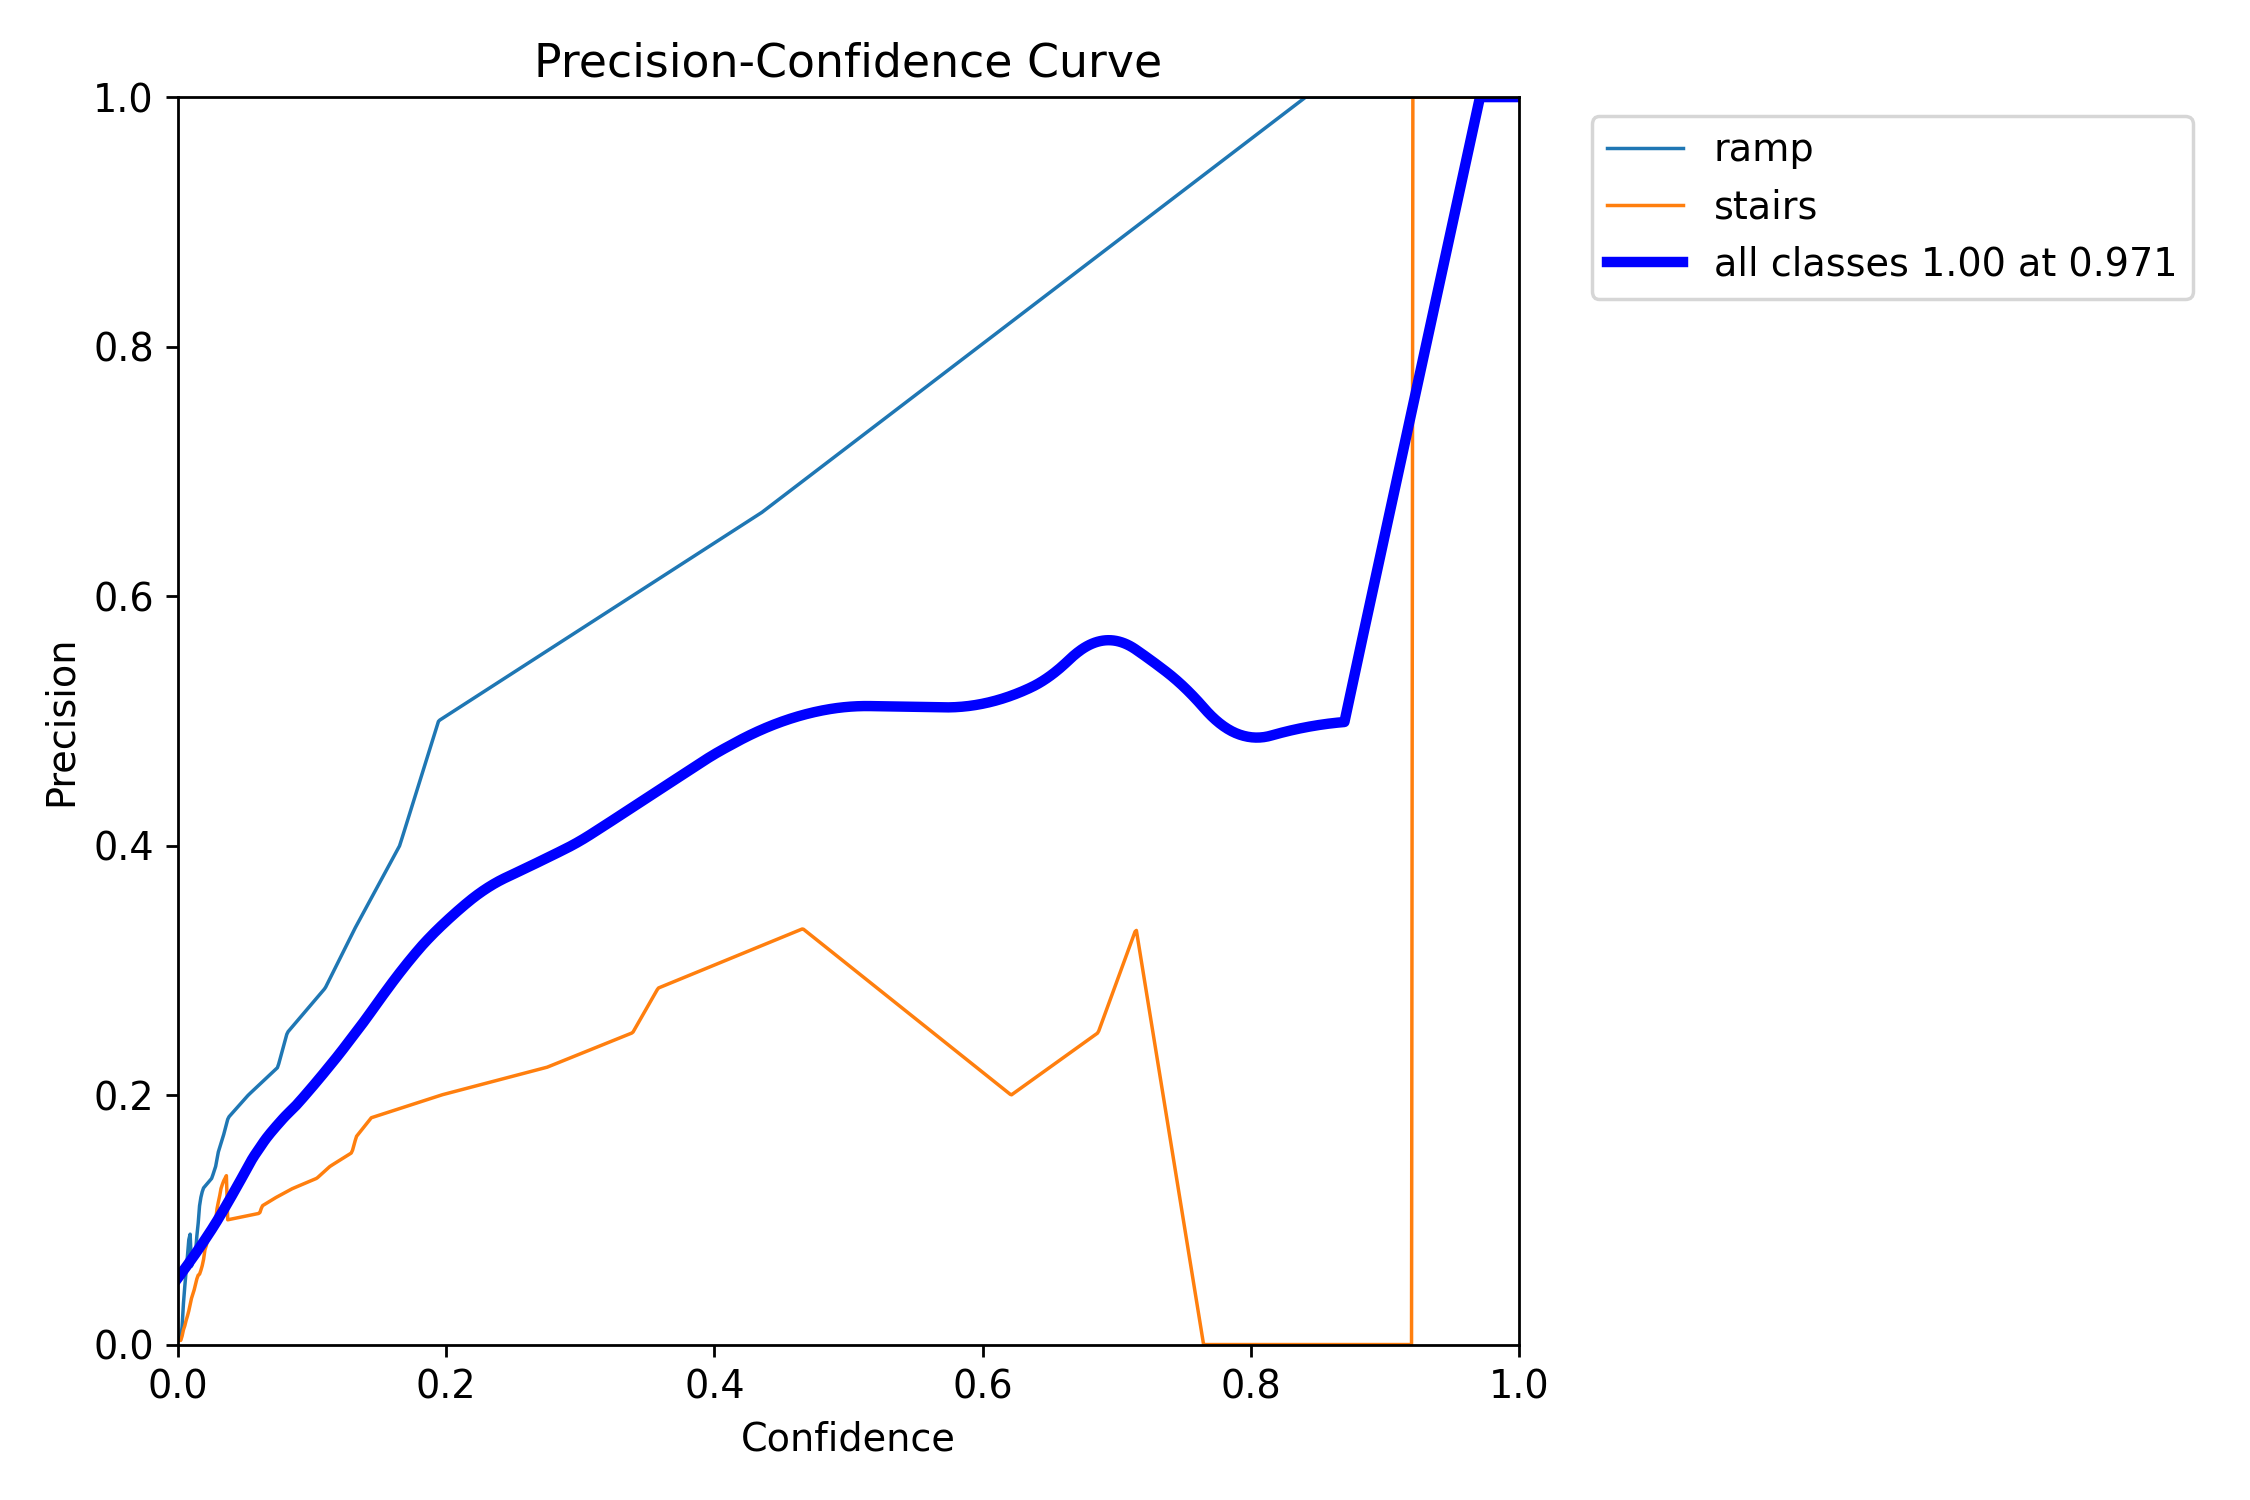 Precision-Confidence Curve
1.0
0.8
0.6
0.4
0.2
0.0
Precision
0.0 0.2 0.4 0.6 0.8 1.0
Confidence
ramp
stairs
all classes 1.00 at 0.971